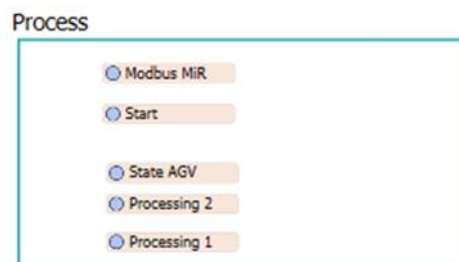 Process
Modbus MiR
Start
State AGV
Processing 2
Processing 1